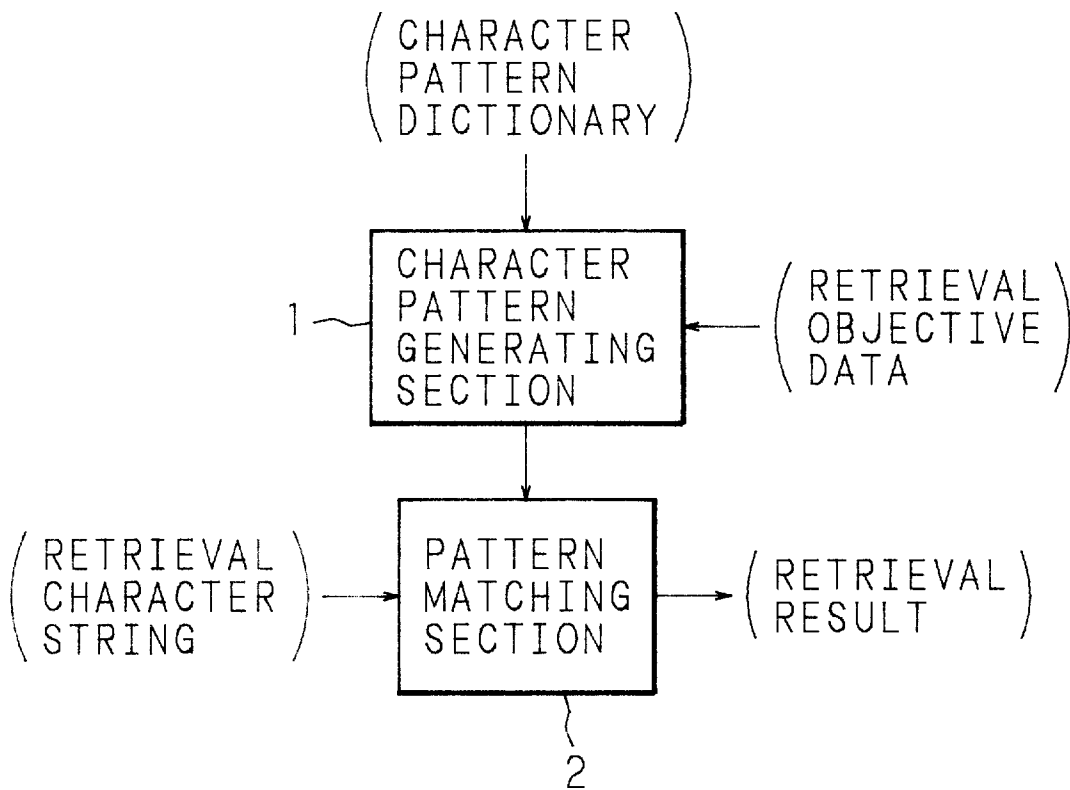 CHARACTER
PATTERN
DICTIONARY
CHARACTER
PATTERN
GENERATING
SECTION
1
RETRIEVAL
OBJECTIVE
DATA
RETRIEVAL
CHARACTER
STRING
PATTERN
MATCHING
SECTION
RETRIEVAL
RESULT
2